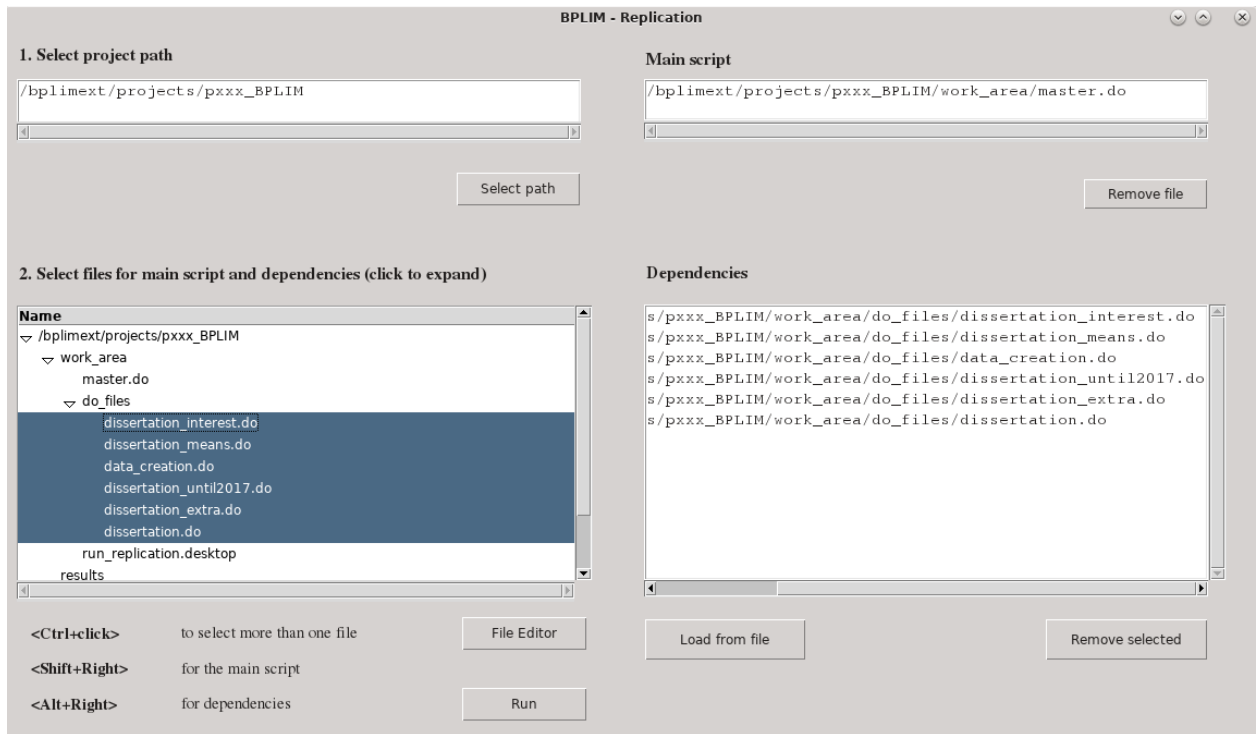 BPLIM - Replication
1. Select project path
/bplimext/projects/pxxx_BPLIM
Select path
Main script
/bplimext/projects/pxxx_BPLIM/work_area/master.do
Remove file
2. Select files for main script and dependencies (click to expand)
Name
/bplimext/projects/pxxx_BPLIM
work_area
master.do
do_files
dissertation_interest.do
dissertation_means.do
data_creation.do
dissertation_until2017.do
dissertation_extra.do
dissertation.do
run_replication.desktop
results
Dependencies
s/pxxx_BPLIM/work_area/do_files/dissertation_interest.do
s/pxxx_BPLIM/work_area/do_files/dissertation_means.do
s/pxxx_BPLIM/work_area/do_files/data_creation.do
s/pxxx_BPLIM/work_area/do_files/dissertation_until2017.do
s/pxxx_BPLIM/work_area/do_files/dissertation_extra.do
s/pxxx_BPLIM/work_area/do_files/dissertation.do
<Ctrl+click> to select more than one file
<Shift+Right> for the main script
<Alt+Right> for dependencies
File Editor
Run
Load from file
Remove selected